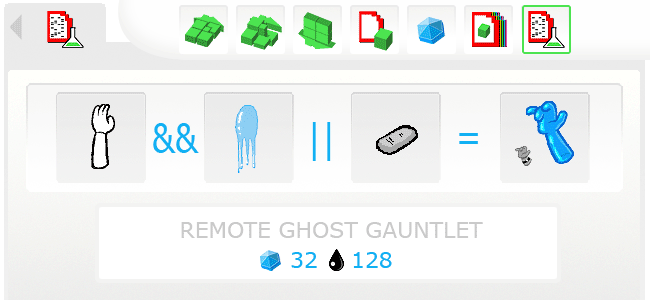 && || =
REMOTE GHOST GAUNTLET
32 128